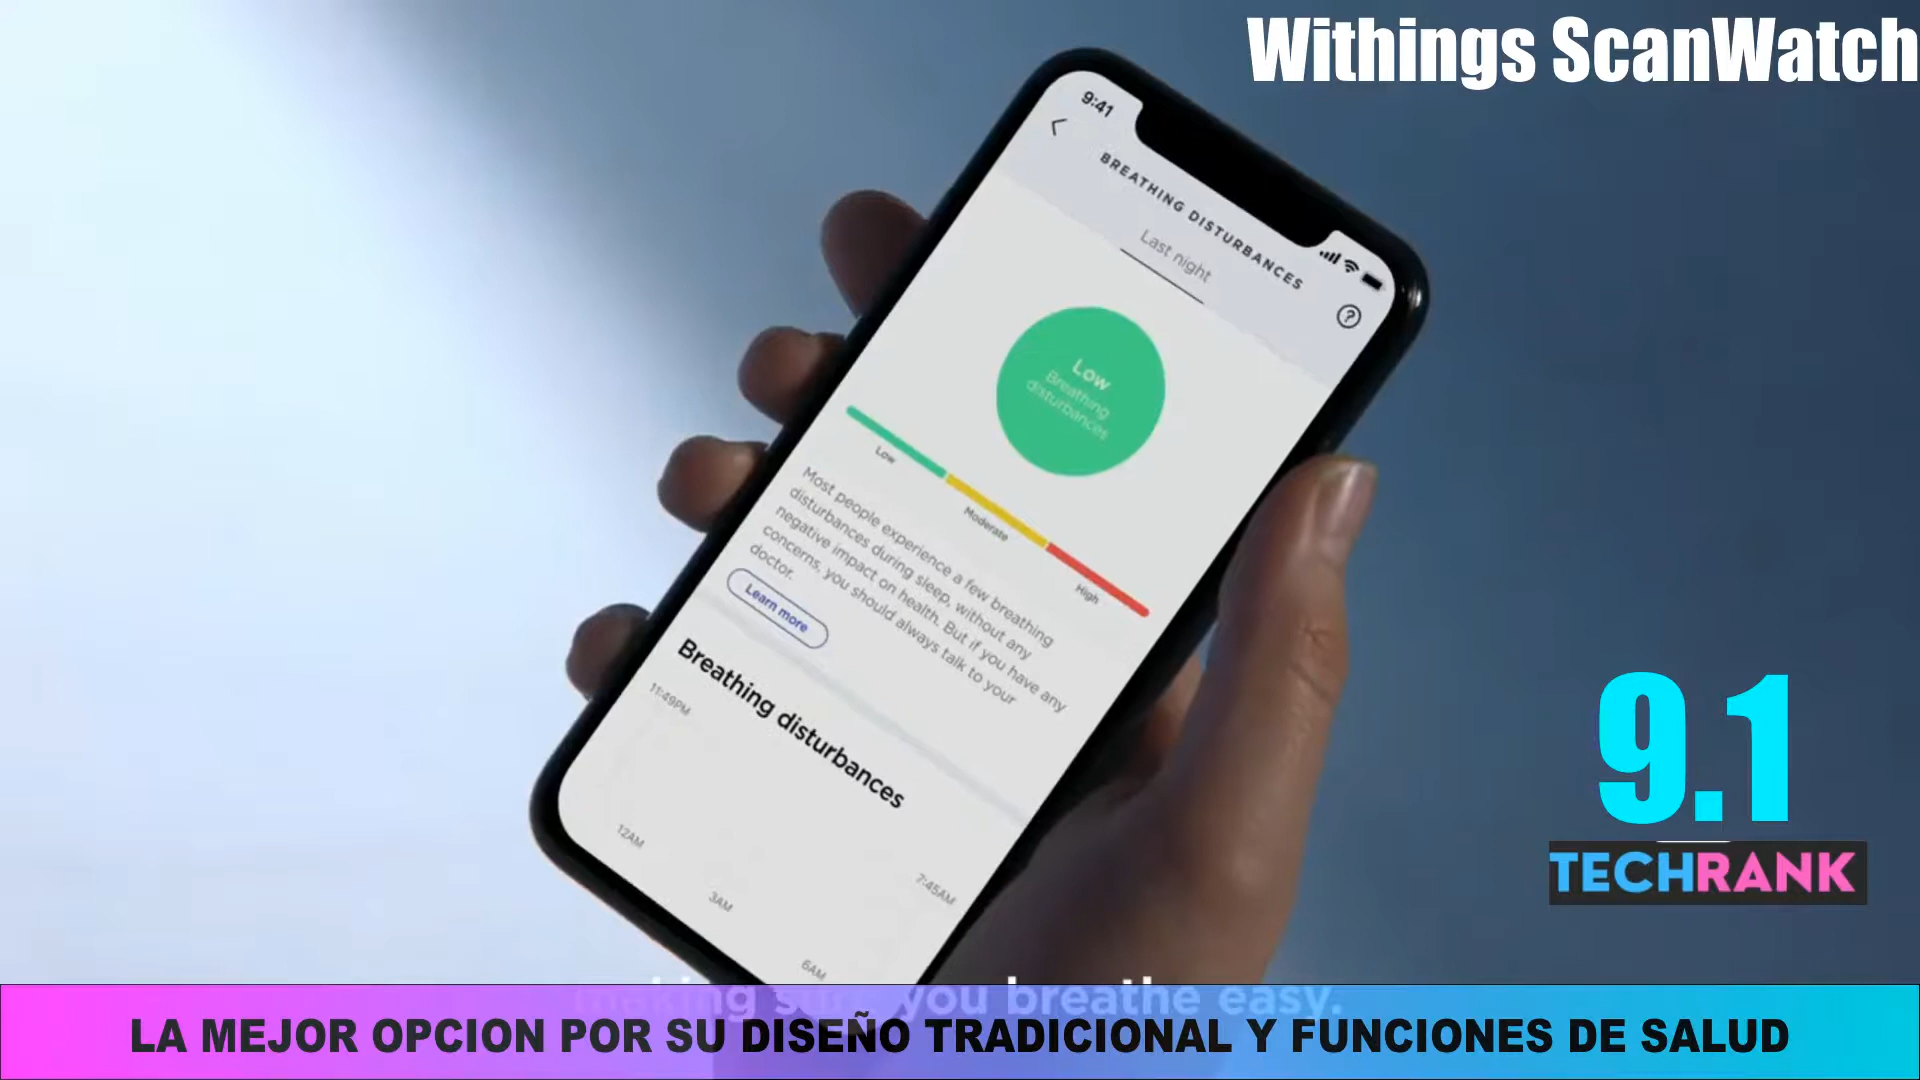 Withings ScanWatch
9:41
BREATHING DISTURBANCES
Last night
?
Low
Breathing
disturbances
Low
Moderate
High
Most people experience a few breathing
disturbances during sleep, without any
negative impact on health. But if you have any
concerns, you should always talk to your
doctor.
Learn more
Breathing disturbances
11:49PM
7:45AM
12AM
3AM
6AM
9.1
TECHRANK
you breathe easy.
LA MEJOR OPCION POR SU DISEÑO TRADICIONAL Y FUNCIONES DE SALUD